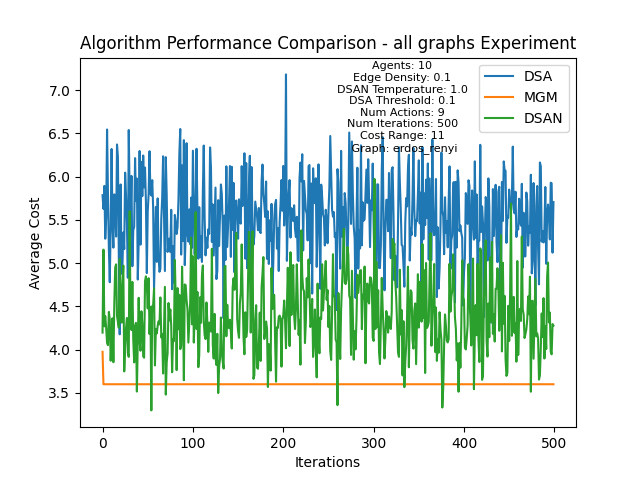 Algorithm Performance Comparison - all graphs Experiment
Agents: 10
Edge Density: 0.1
DSAN Temperature: 1.0
DSA Threshold: 0.1
Num Actions: 9
Num Iterations: 500
Cost Range: 11
Graph: erdos_renyi
DSA
MGM
DSAN
Average Cost
7.0
6.5
6.0
5.5
5.0
4.5
4.0
3.5
0 100 200 300 400 500
Iterations